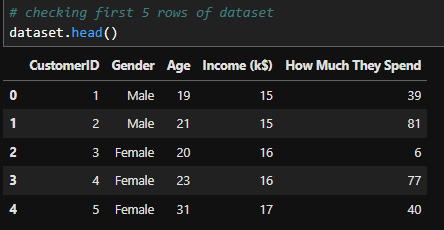 # checking first 5 rows of dataset
dataset.head()
CustomerID Gender Age Income (k$) How Much They Spend
0 1 Male 19 15 39
1 2 Male 21 15 81
2 3 Female 20 16 6
3 4 Female 23 16 77
4 5 Female 31 17 40